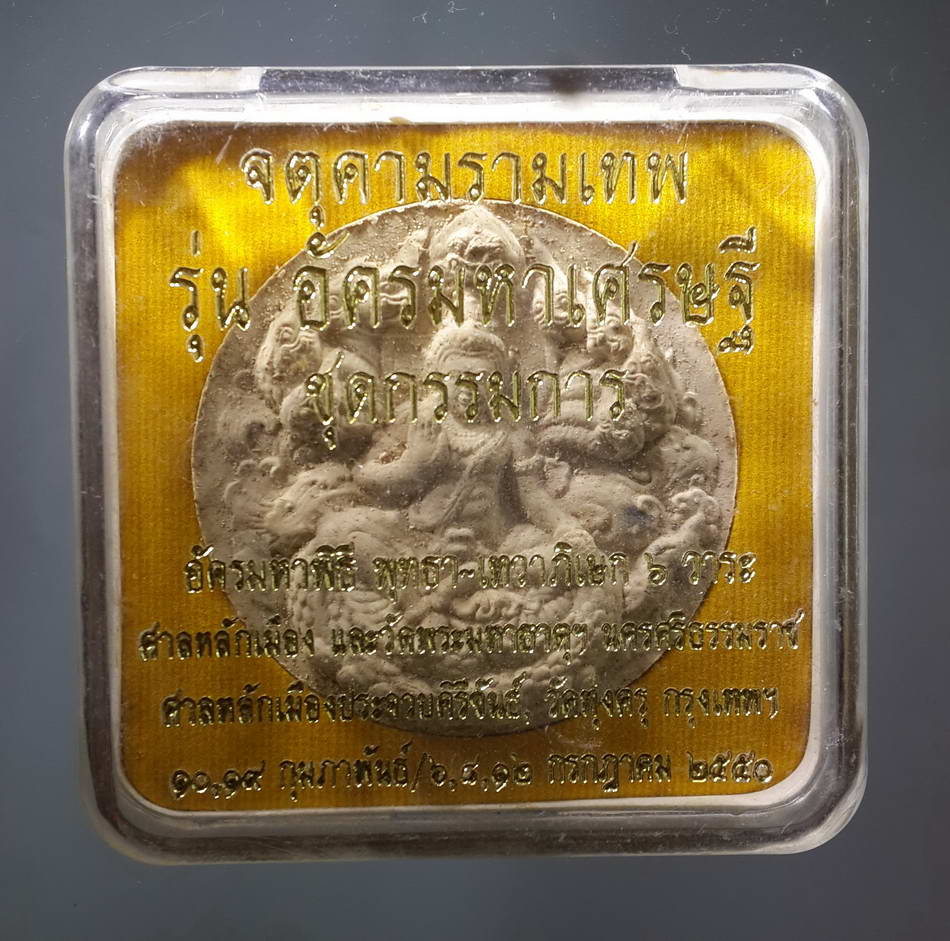 จตุคามรามเทพ
รุ่น อัครมหาเศรษฐี
ชุดกรรมการ
อัครมหาพิธี พุทธา-เทวาภิเษก ๖ วาระ
ศาลหลักเมือง และวัดพระมหาธาตุฯ นครศรีธรรมราช
ศาลหลักเมืองประจวบคีรีขันธ์, วัดทุ่งครุ กรุงเทพฯ
๑๐,๑๙ กุมภาพันธ์/๖,๘,๑๒ กรกฎาคม ๒๕๕๐